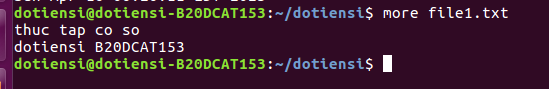 dotiensi@dotiensi-B20DCAT153:~/dotiensi$ more file1.txt
thuc tap co so
dotiensi B20DCAT153
dotiensi@dotiensi-B20DCAT153:~/dotiensi$